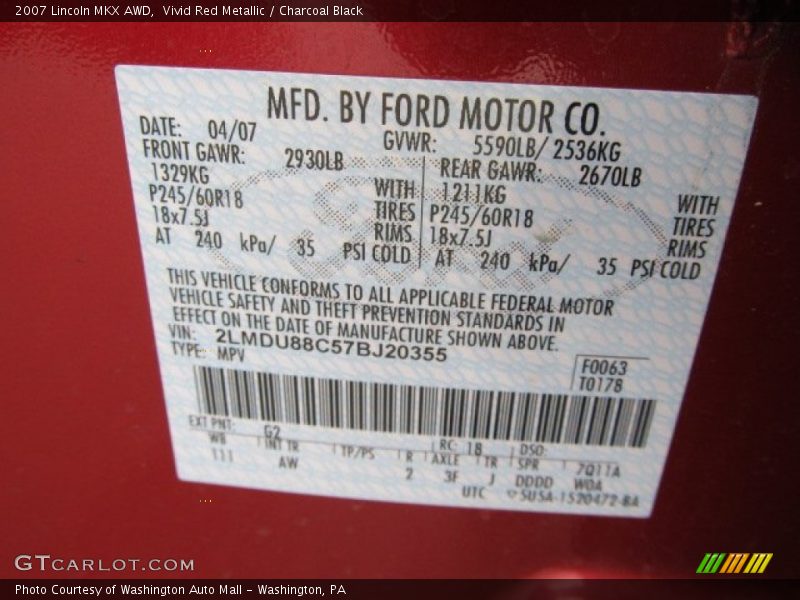 2007 Lincoln MKX AWD, Vivid Red Metallic / Charcoal Black
MFD. BY FORD MOTOR CO.
DATE: 04/07 GVWR: 5590LB/ 2536KG
FRONT GAWR: 2930LB REAR GAWR: 2670LB
1329KG WITH 1211KG WITH
P245/60R18 TIRES P245/60R18 TIRES
18x7.5J RIMS 18x7.5J RIMS
AT 240 kPa/ 35 PSI COLD AT 240 kPa/ 35 PSI COLD
THIS VEHICLE CONFORMS TO ALL APPLICABLE FEDERAL MOTOR
VEHICLE SAFETY AND THEFT PREVENTION STANDARDS IN
EFFECT ON THE DATE OF MANUFACTURE SHOWN ABOVE.
VIN: 2LMDU88C57BJ20355
TYPE: MPV
F0063
T0178
EXT PNT: G2 RC: 18 DSO:
WB INT TR TP/PS R AXLE TR SPR 7Q11A
111 AW 2 3F J DDDD WOA
UTC 5U5A-1520472-BA
Ford
GTCARLOT.COM
Photo Courtesy of Washington Auto Mall - Washington, PA